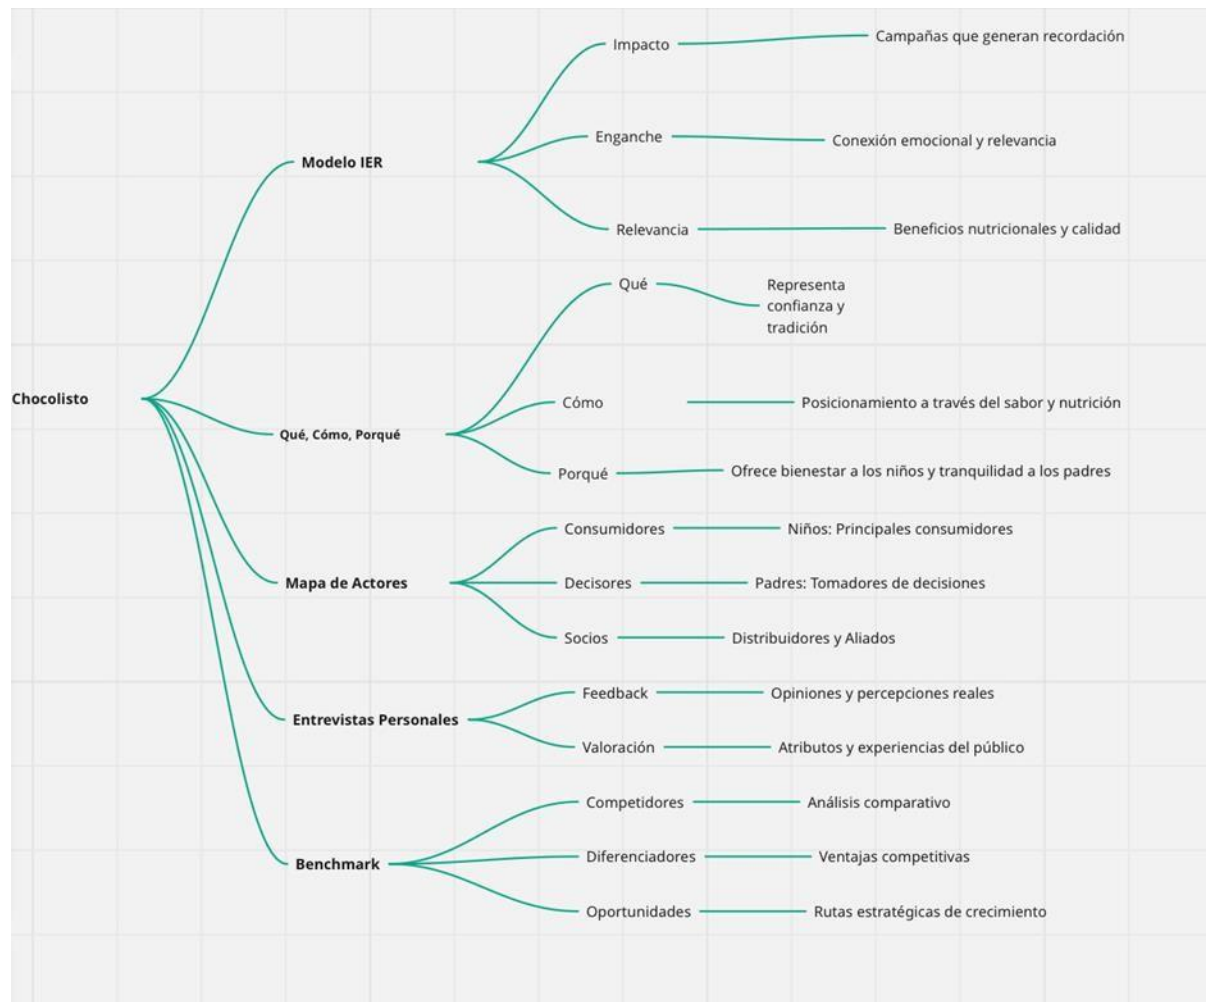 Chocolisto
Modelo IER
Impacto
Campañas que generan recordación
Enganche
Conexión emocional y relevancia
Relevancia
Beneficios nutricionales y calidad
Qué, Cómo, Porqué
Qué
Representa
confianza y
tradición
Cómo
Posicionamiento a través del sabor y nutrición
Porqué
Ofrece bienestar a los niños y tranquilidad a los padres
Mapa de Actores
Consumidores
Niños: Principales consumidores
Decisores
Padres: Tomadores de decisiones
Socios
Distribuidores y Aliados
Entrevistas Personales
Feedback
Opiniones y percepciones reales
Valoración
Atributos y experiencias del público
Benchmark
Competidores
Análisis comparativo
Diferenciadores
Ventajas competitivas
Oportunidades
Rutas estratégicas de crecimiento